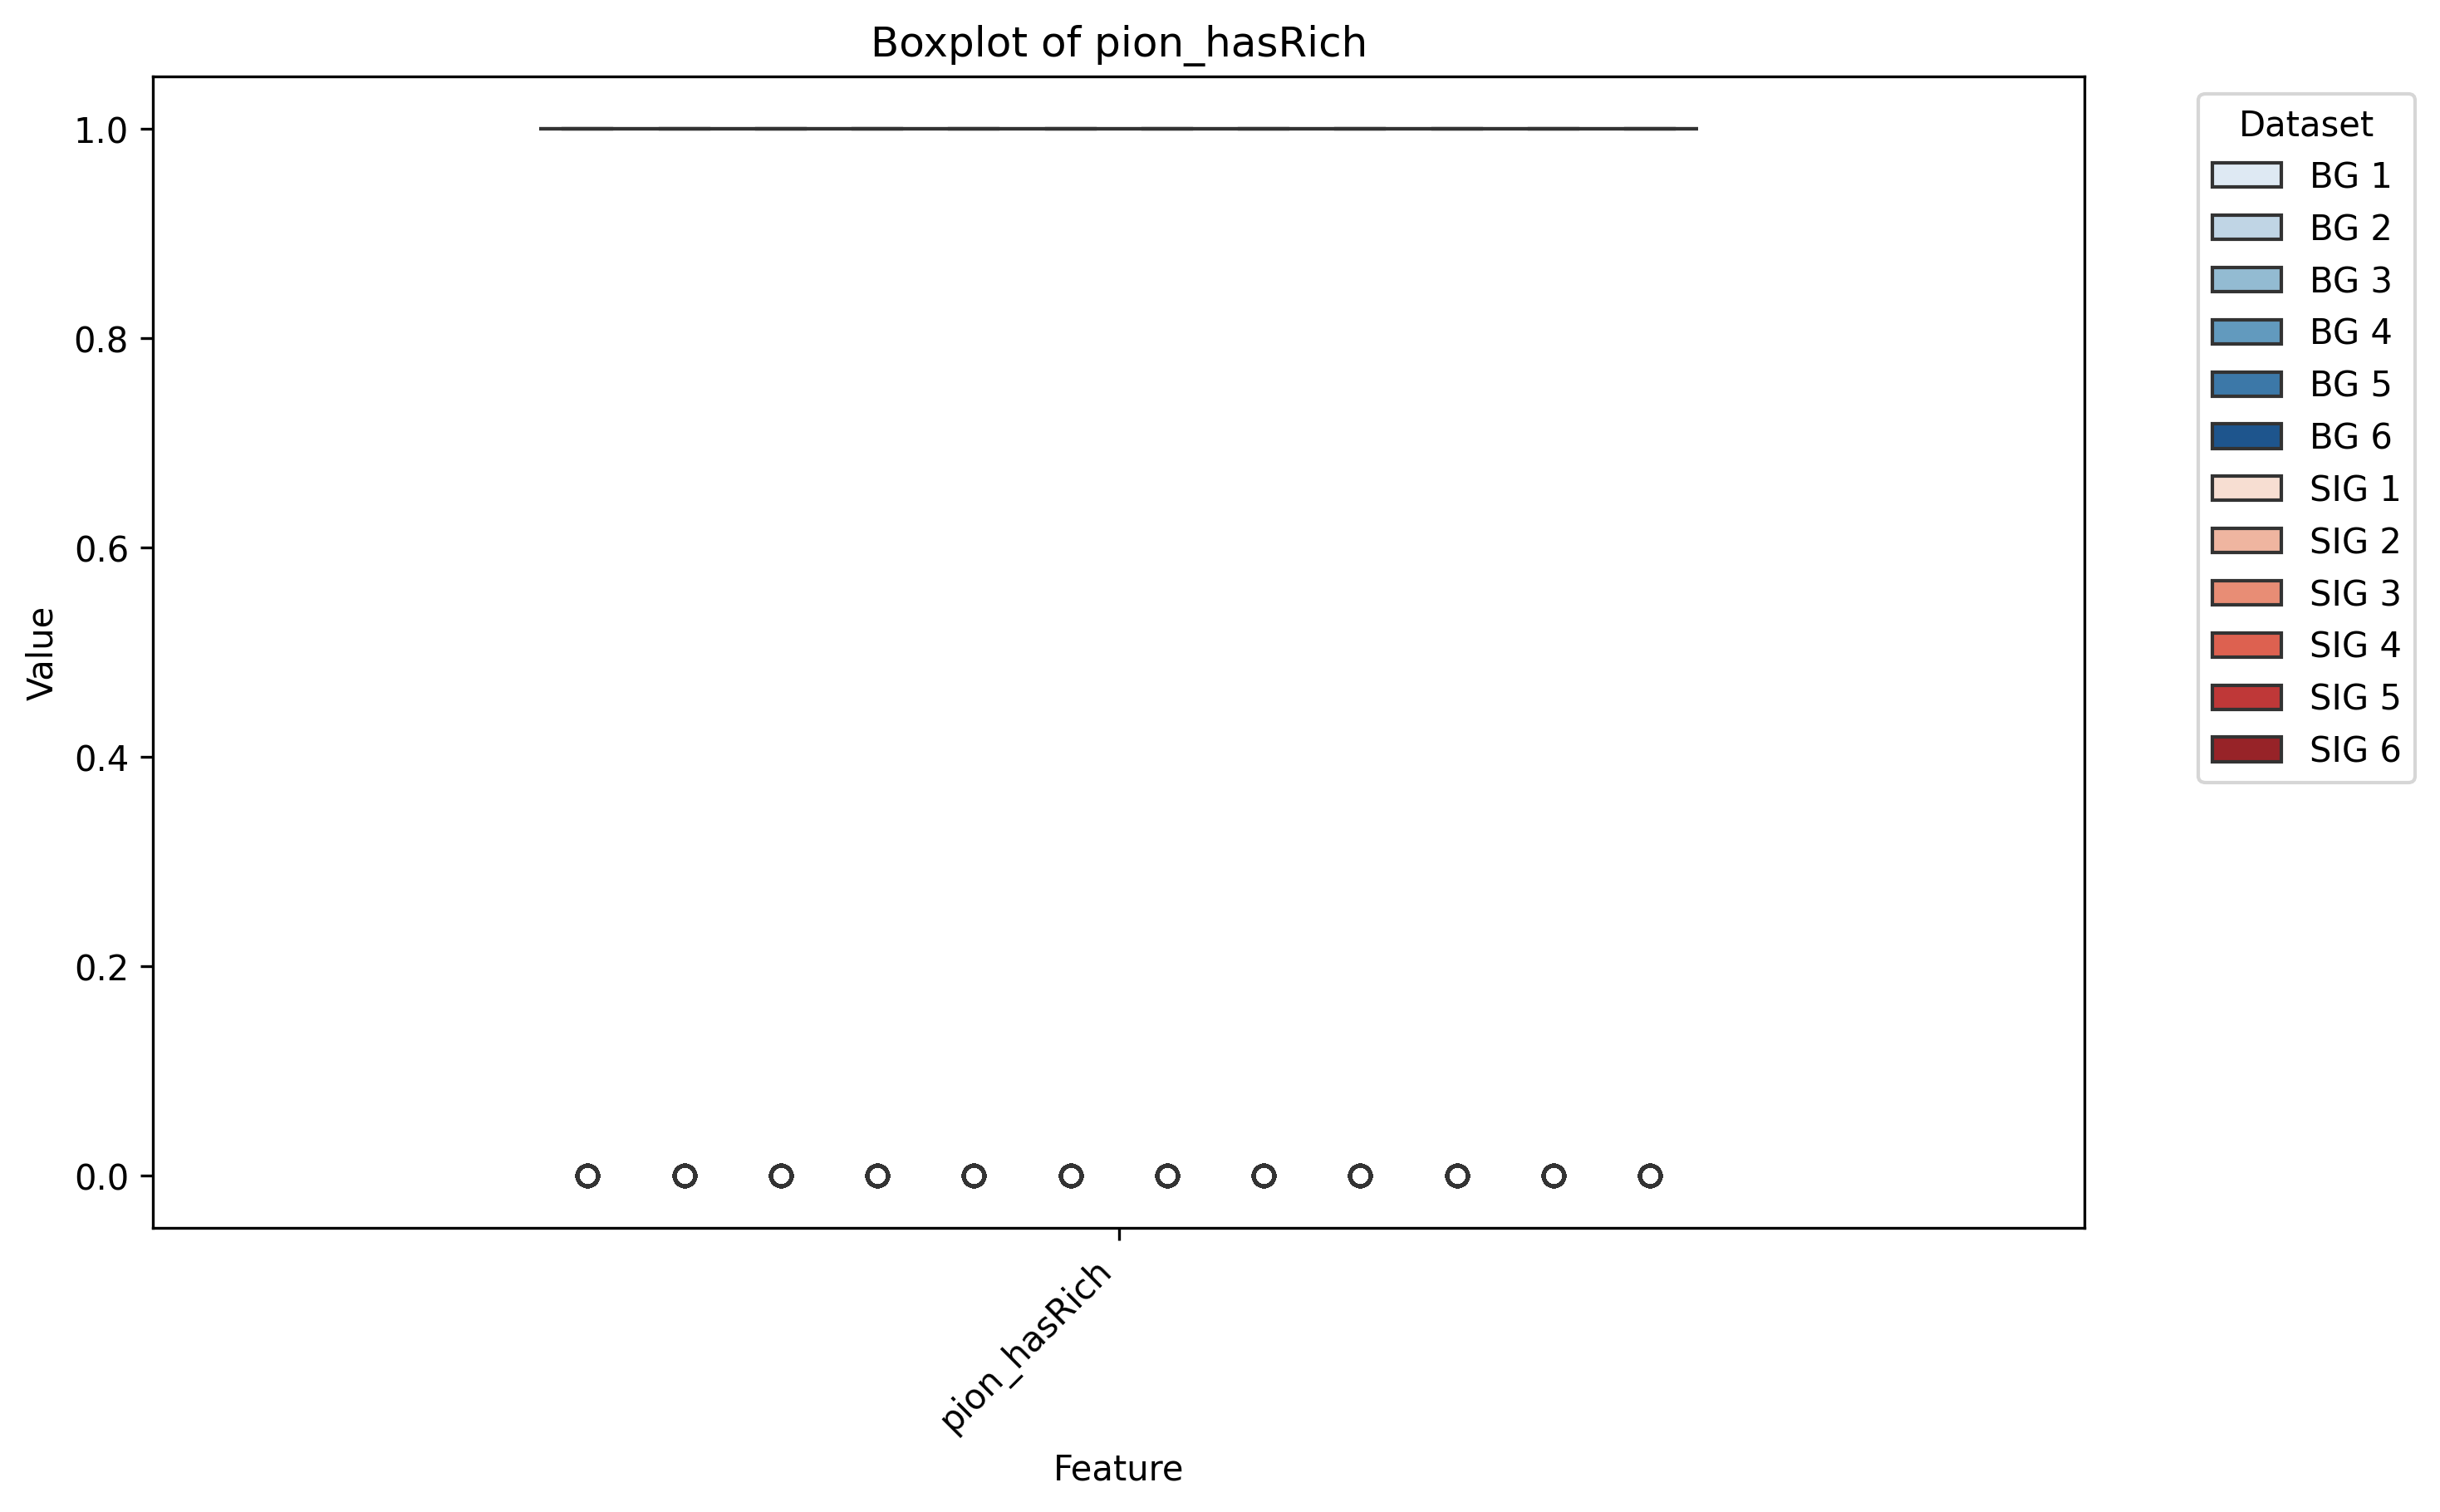 Boxplot of pion_hasRich
1.0
0.8
0.6
0.4
0.2
0.0
Value
pion_hasRich
Feature
Dataset
BG 1
BG 2
BG 3
BG 4
BG 5
BG 6
SIG 1
SIG 2
SIG 3
SIG 4
SIG 5
SIG 6